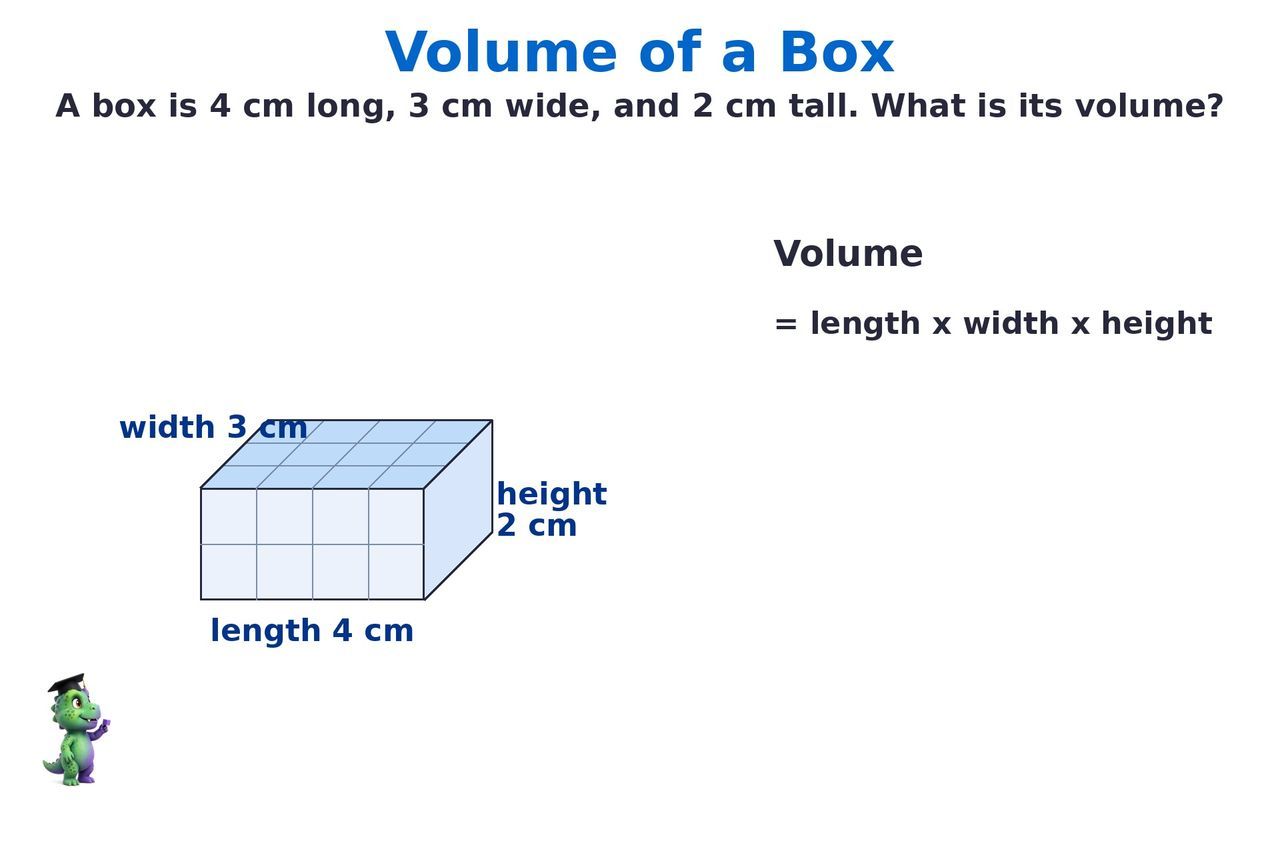 Volume of a Box
A box is 4 cm long, 3 cm wide, and 2 cm tall. What is its volume?
Volume
= length x width x height
width 3 cm
height
2 cm
length 4 cm